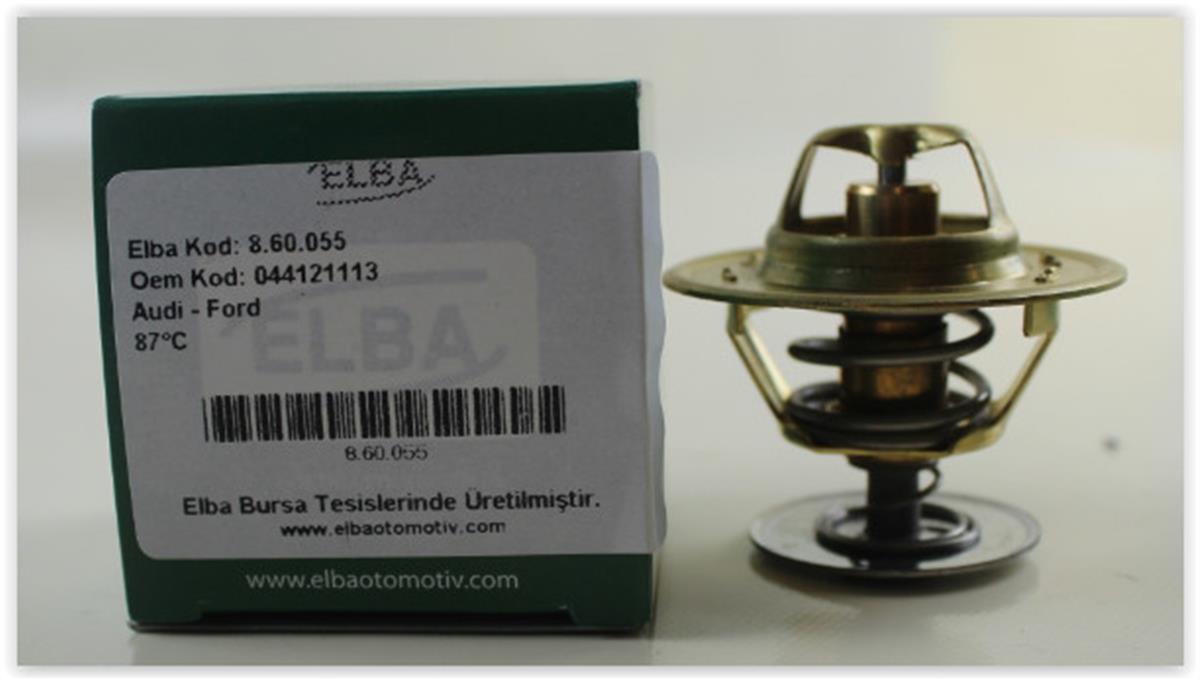 ELBA
Elba Kod: 8.60.055
Oem Kod: 044121113
Audi - Ford
87°C
ELBA
8.60.055
Elba Bursa Tesislerinde Üretilmiştir.
www.elbaotomotiv.com
www.elbaotomotiv.com